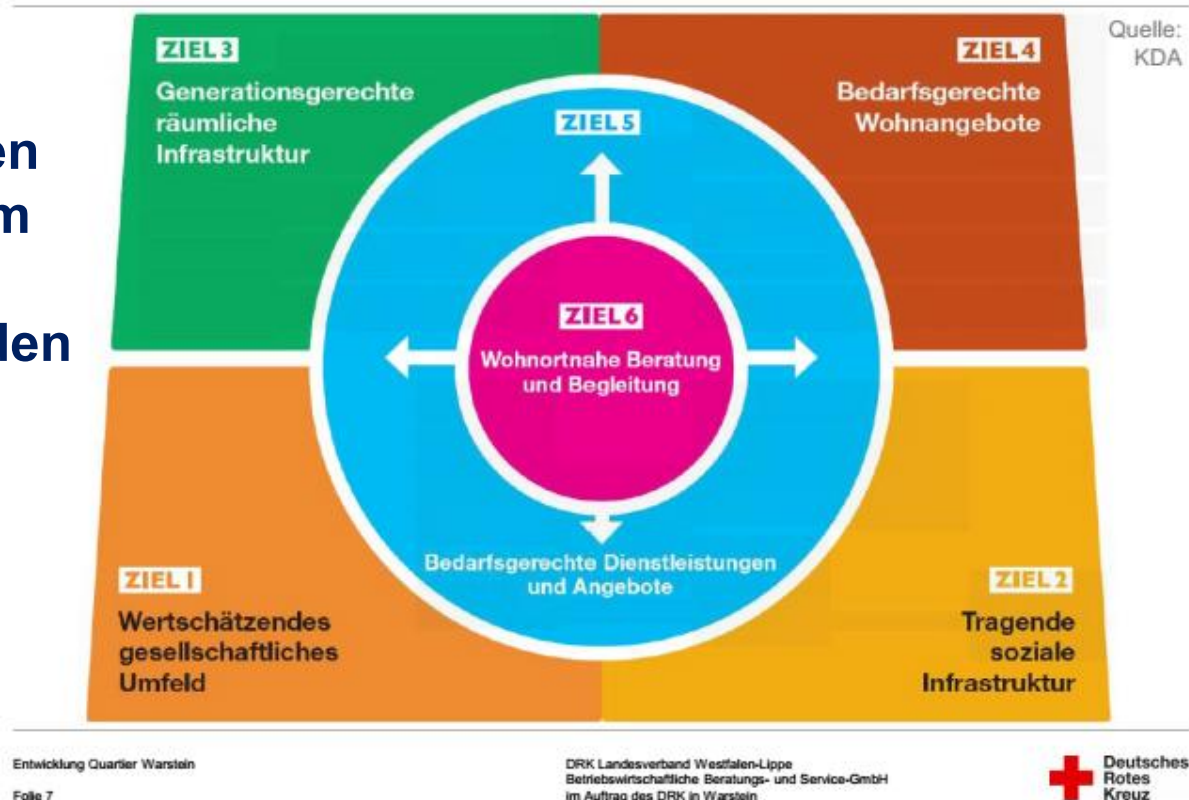 Quelle:
KDA
en
m
den
ZIEL 3
Generationsgerechte
räumliche
Infrastruktur
ZIEL 4
Bedarfsgerechte
Wohnangebote
ZIEL 5
ZIEL 6
Wohnortnahe Beratung
und Begleitung
Bedarfsgerechte Dienstleistungen
und Angebote
ZIEL 1
Wertschätzendes
gesellschaftliches
Umfeld
ZIEL 2
Tragende
soziale
Infrastruktur
Entwicklung Quartier Warstein
Folie 7
DRK Landesverband Westfalen-Lippe
Betriebswirtschaftliche Beratungs- und Service-GmbH
im Auftrag des DRK in Warstein
Deutsches
Rotes
Kreuz